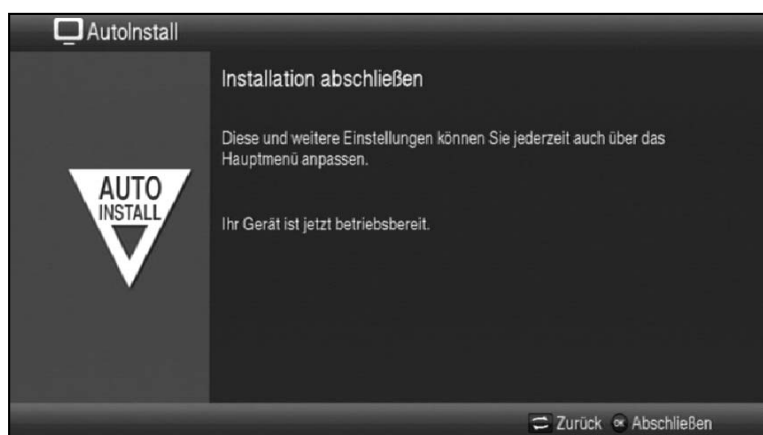 AutoInstall
Installation abschließen
Diese und weitere Einstellungen können Sie jederzeit auch über das
Hauptmenü anpassen.
AUTO
INSTALL
Ihr Gerät ist jetzt betriebsbereit.
Zurück OK Abschließen